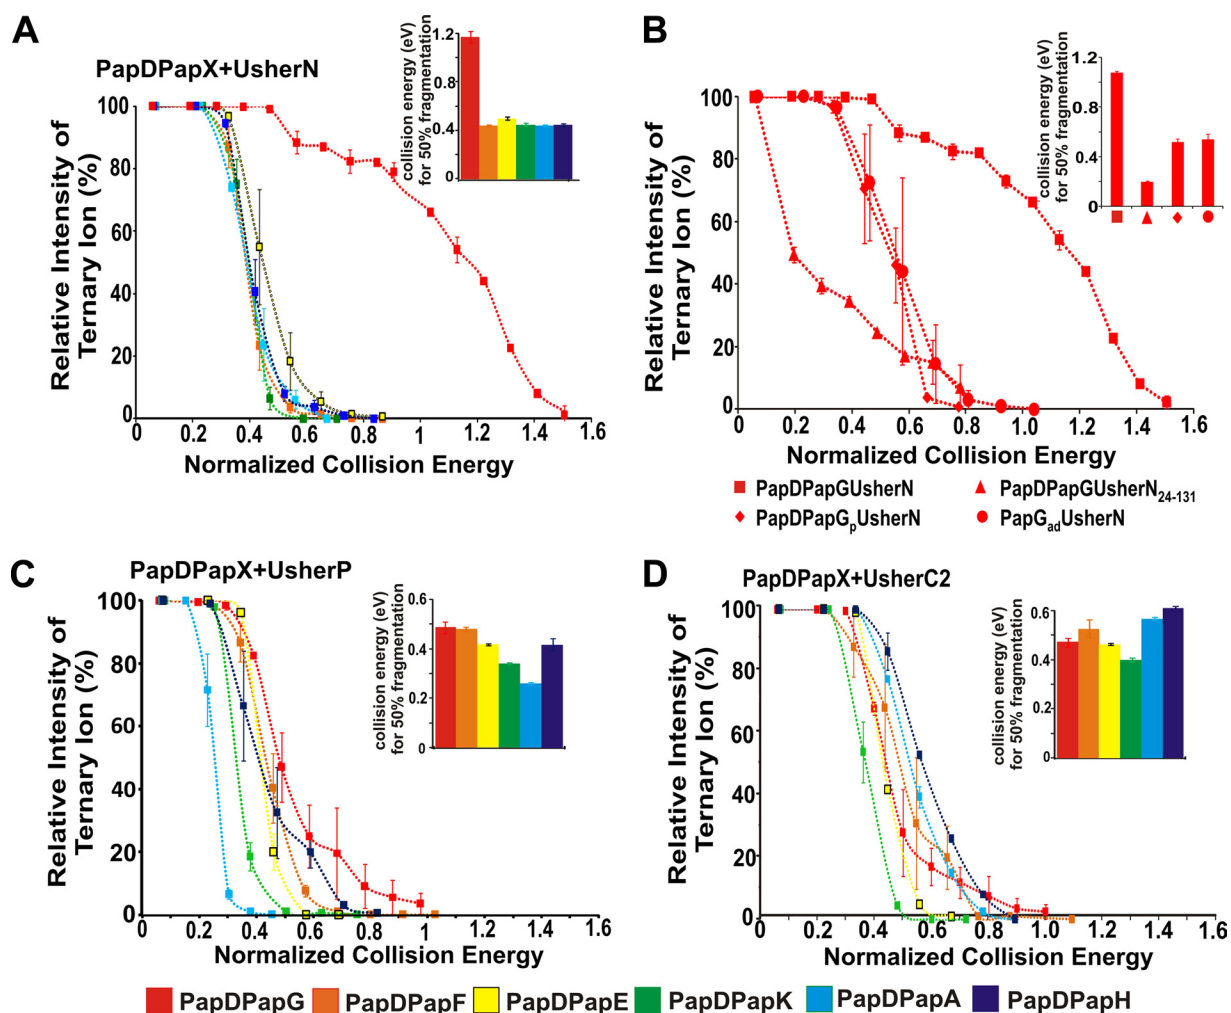 A
PapDPapX+UsherN
Relative Intensity of
Ternary Ion (%)
100
80
60
40
20
0
0.2
0.4
0.6
0.8
1
1.2
1.4
1.6
Normalized Collision Energy
collision energy (eV)
for 50% fragmentation
1.2
0.8
0.4
0
B
Relative Intensity of
Ternary Ion (%)
100
80
60
40
20
0
0.2
0.4
0.6
0.8
1.0
1.2
1.4
1.6
Normalized Collision Energy
collision energy (eV)
for 50% fragmentation
1.2
0.8
0.4
0
PapDPapGUsherN
PapDPapGUsherN24-131
PapDPapGpUsherN
PapGadUsherN
C
PapDPapX+UsherP
Relative Intensity of
Ternary Ion (%)
100
80
60
40
20
0
0.2
0.4
0.6
0.8
1.0
1.2
1.4
1.6
Normalized Collision Energy
collision energy (eV)
for 50% fragmentation
0.6
0.4
0.2
0
D
PapDPapX+UsherC2
Relative Intensity of
Ternary Ion (%)
100
80
60
40
20
0
0.2
0.4
0.6
0.8
1.0
1.2
1.4
1.6
Normalized Collision Energy
collision energy (eV)
for 50% fragmentation
0.6
0.4
0.2
0
PapDPapG PapDPapF PapDPapE PapDPapK PapDPapA PapDPapH